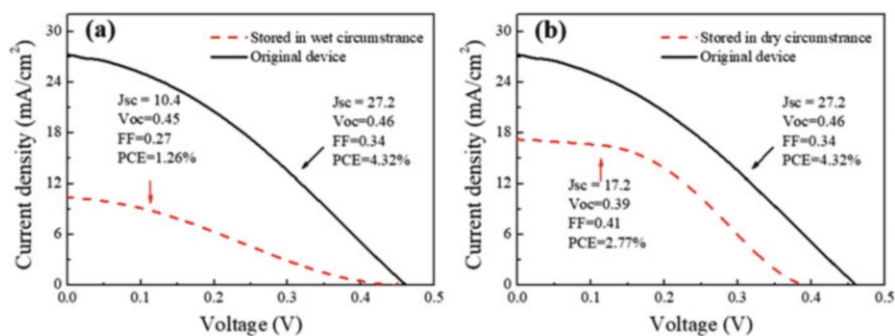 (a)
Stored in wet circumstrance
Original device
Jsc = 10.4
Voc=0.45
FF=0.27
PCE=1.26%
Jsc = 27.2
Voc=0.46
FF=0.34
PCE=4.32%
Current density (mA/cm²)
30
24
18
12
6
0
0.0 0.1 0.2 0.3 0.4 0.5
Voltage (V)
(b)
Stored in dry circumstrance
Original device
Jsc = 27.2
Voc=0.46
FF=0.34
PCE=4.32%
Jsc = 17.2
Voc=0.39
FF=0.41
PCE=2.77%
Current density (mA/cm²)
30
24
18
12
6
0
0.0 0.1 0.2 0.3 0.4 0.5
Voltage (V)